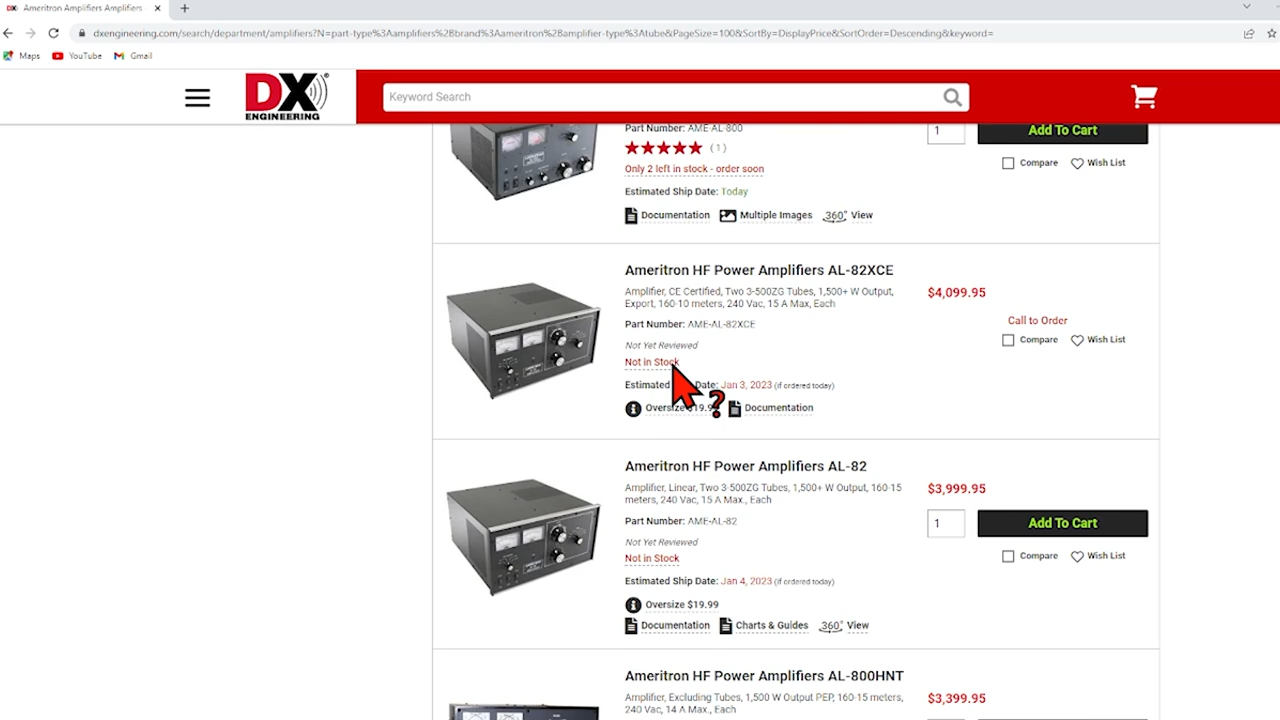 Ameritron Amplifiers Amplifiers
dxengineering.com/search/department/amplifiers?N=part-type%3Aamplifiers%2Bbrand%3Aameritron%2Bamplifier-type%3Atube&PageSize=100&SortBy=DisplayPrice&SortOrder=Descending&keyword=
Maps YouTube Gmail
DX ENGINEERING
Keyword Search
Part Number: AME-AL-800
1 Add To Cart
(1)
Only 2 left in stock - order soon
Compare Wish List
Estimated Ship Date: Today
Documentation Multiple Images 360° View
Ameritron HF Power Amplifiers AL-82XCE
$4,099.95
Amplifier, CE Certified, Two 3-500ZG Tubes, 1,500+ W Output,
Export, 160-10 meters, 240 Vac, 15 A Max, Each
Call to Order
Part Number: AME-AL-82XCE
Compare Wish List
Not Yet Reviewed
Not in Stock
Estimated Date: Jan 3, 2023 (if ordered today)
?
Oversize $19.9 Documentation
Ameritron HF Power Amplifiers AL-82
$3,999.95
Amplifier, Linear, Two 3-500ZG Tubes, 1,500+ W Output, 160-15
meters, 240 Vac, 15 A Max., Each
Part Number: AME-AL-82
1 Add To Cart
Not Yet Reviewed
Not in Stock
Compare Wish List
Estimated Ship Date: Jan 4, 2023 (if ordered today)
Oversize $19.99
Documentation Charts & Guides 360° View
Ameritron HF Power Amplifiers AL-800HNT
$3,399.95
Amplifier, Excluding Tubes, 1,500 W Output PEP, 160-15 meters,
240 Vac, 14 A Max., Each